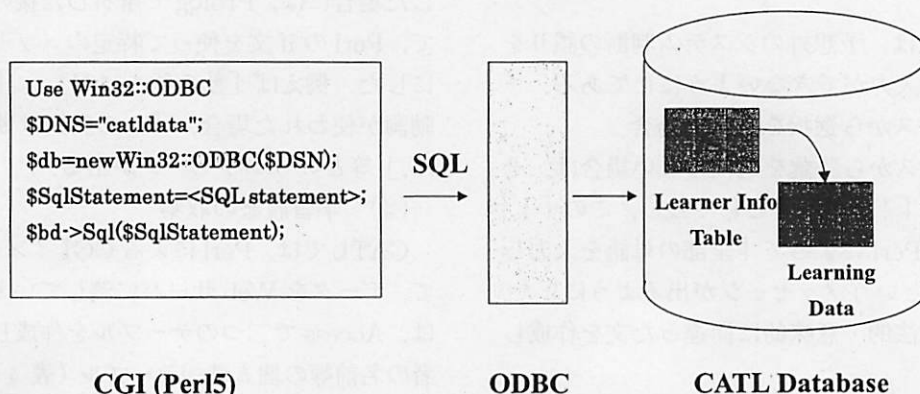 Use Win32::ODBC
$DNS="catldata";
$db=newWin32::ODBC($DSN);
$SqlStatement=<SQL statement>;
$bd->Sql($SqlStatement);
SQL
Learner Info
Table
Learning
Data
CGI (Perl5)
ODBC
CATL Database